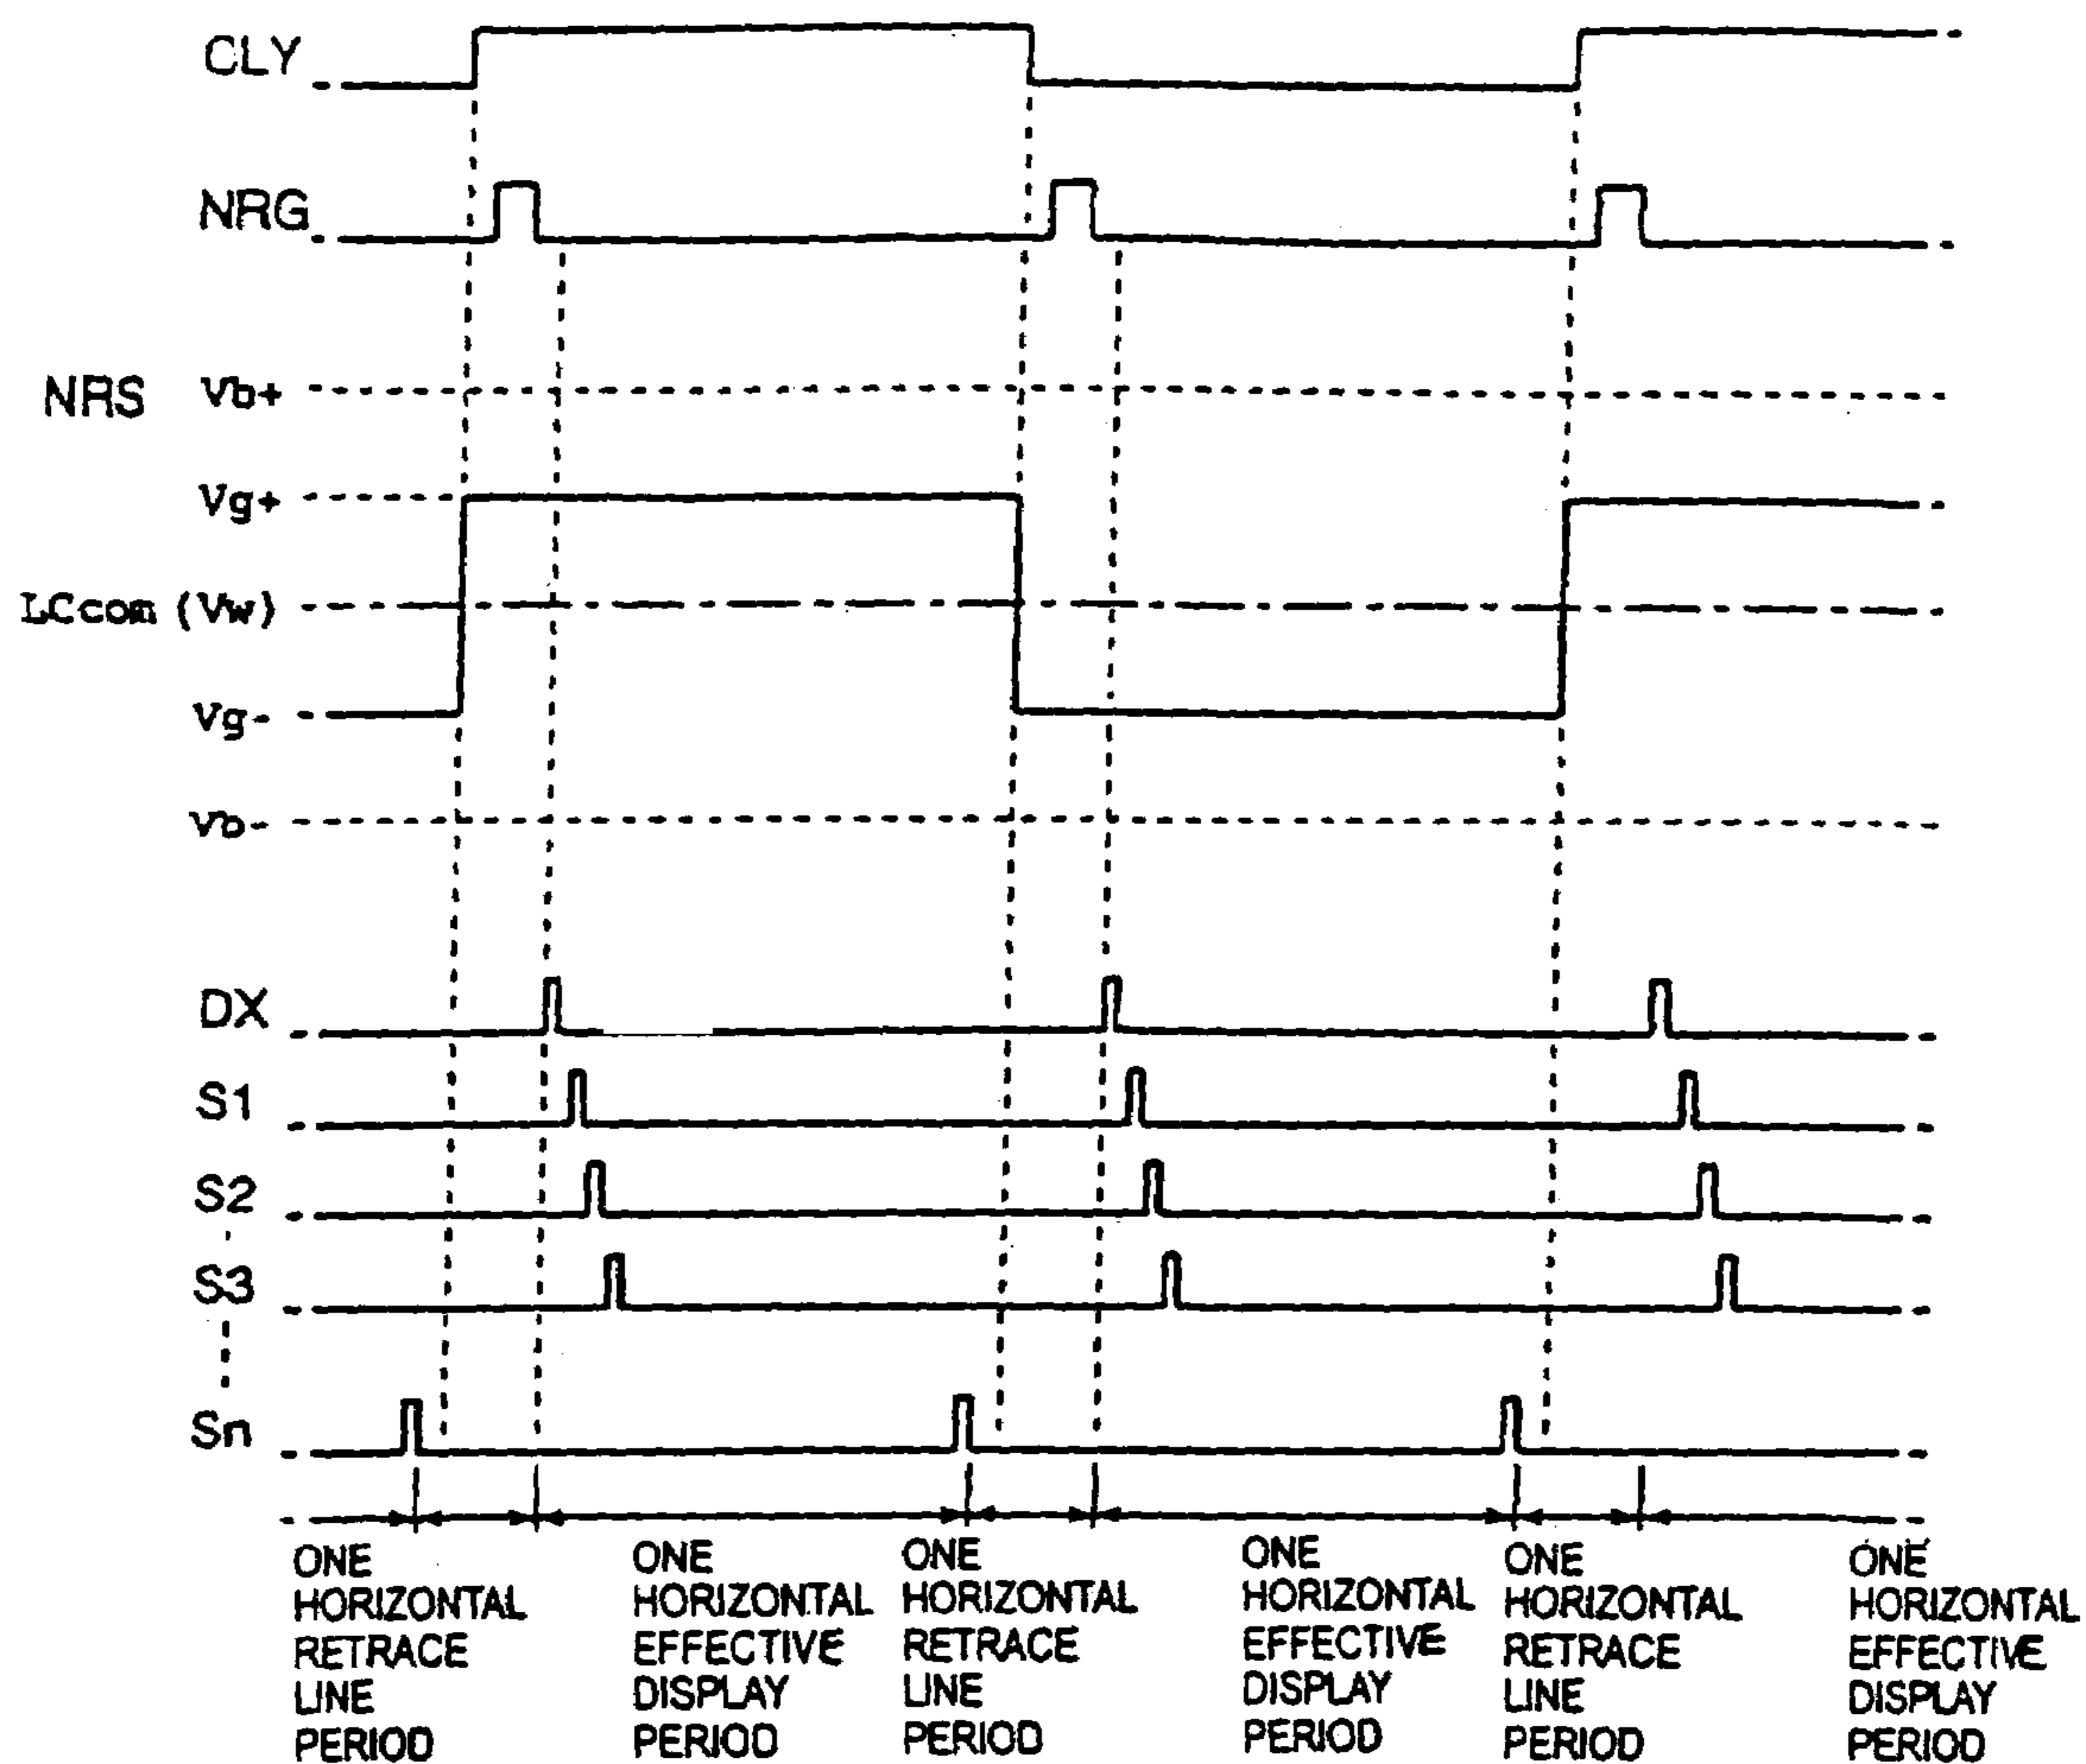 CLY
NRG
NRS Vb+
Vg+
LCcom (Vw)
Vg-
Vb-
DX
S1
S2
S3
Sn
ONE
HORIZONTAL
RETRACE
LINE
PERIOD
ONE
HORIZONTAL
EFFECTIVE
DISPLAY
PERIOD
ONE
HORIZONTAL
RETRACE
LINE
PERIOD
ONE
HORIZONTAL
EFFECTIVE
DISPLAY
PERIOD
ONE
HORIZONTAL
RETRACE
LINE
PERIOD
ONE
HORIZONTAL
EFFECTIVE
DISPLAY
PERIOD